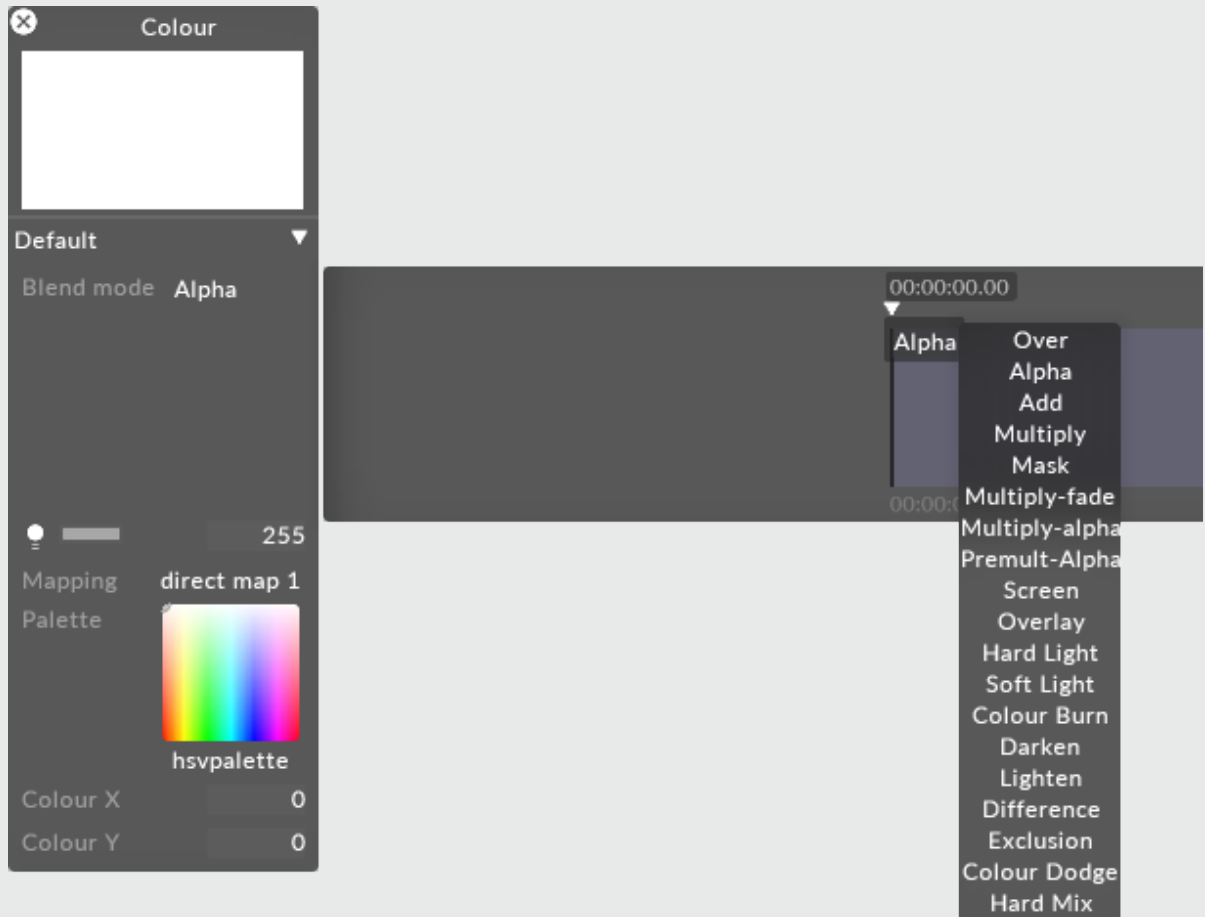 Colour
Default
Blend mode Alpha
255
Mapping direct map 1
Palette
hsvpalette
Colour X 0
Colour Y 0
00:00:00.00
Alpha
00:00:
Over
Alpha
Add
Multiply
Mask
Multiply-fade
Multiply-alpha
Premult-Alpha
Screen
Overlay
Hard Light
Soft Light
Colour Burn
Darken
Lighten
Difference
Exclusion
Colour Dodge
Hard Mix